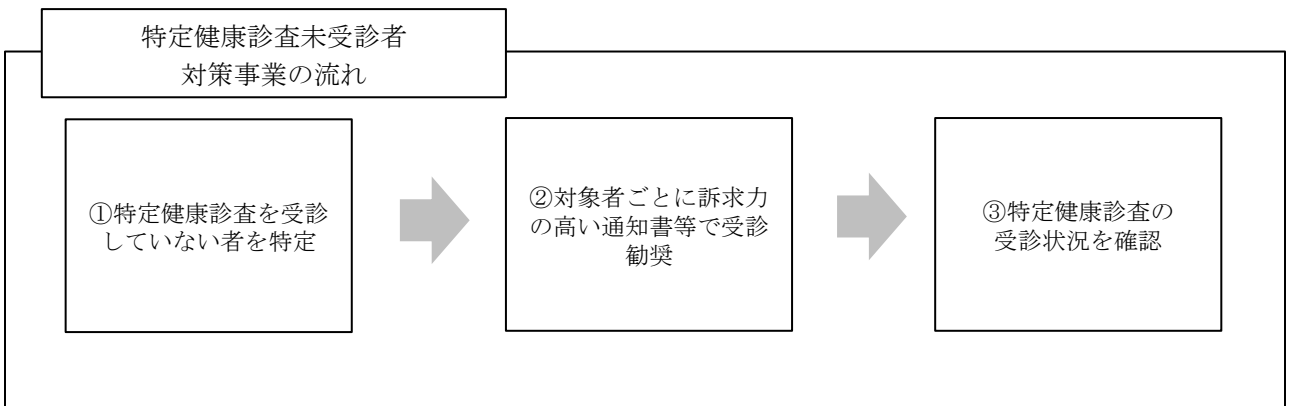 特定健康診査未受診者
対策事業の流れ
①特定健康診査を受診
していない者を特定
②対象者ごとに訴求力
の高い通知書等で受診
勧奨
③特定健康診査の
受診状況を確認